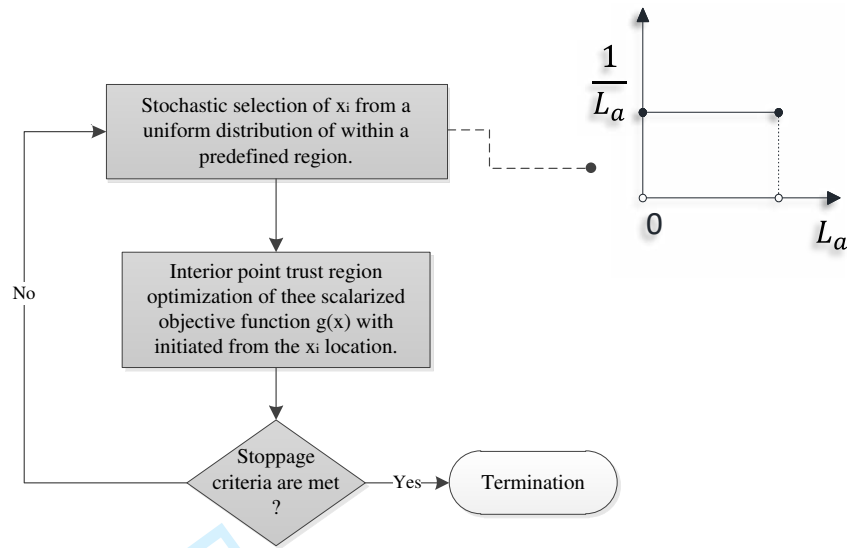 Stochastic selection of xi from a
uniform distribution of within a
predefined region.
1
La
0
La
Interior point trust region
optimization of thee scalarized
objective function g(x) with
initiated from the xi location.
No
Stoppage
criteria are met
?
Yes
Termination